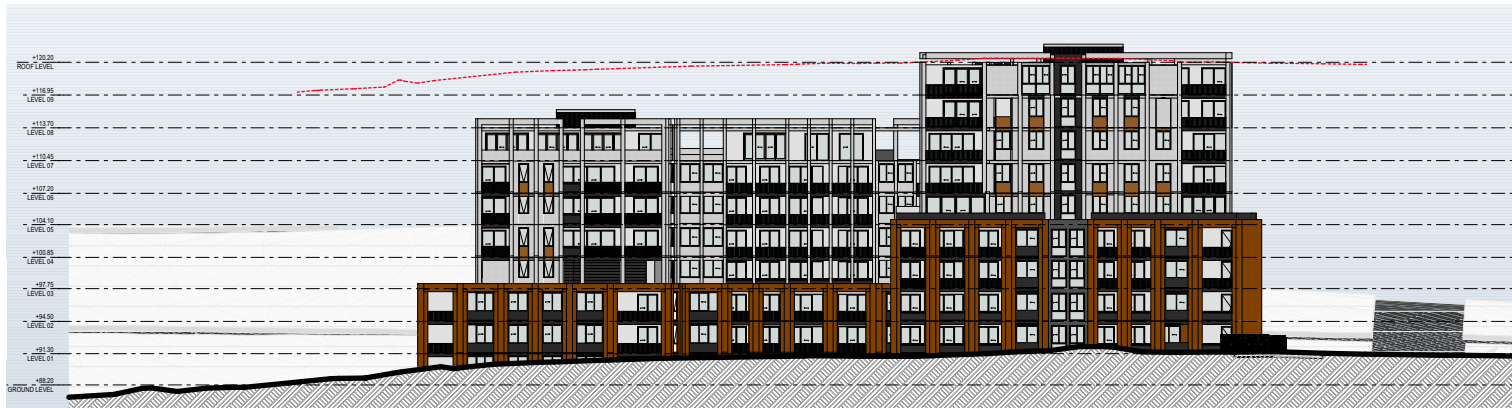 +120.20
ROOF LEVEL
+116.95
LEVEL 09
+113.70
LEVEL 08
+110.45
LEVEL 07
+107.20
LEVEL 06
+104.10
LEVEL 05
+100.85
LEVEL 04
+97.75
LEVEL 03
+94.50
LEVEL 02
+91.30
LEVEL 01
+88.20
GROUND LEVEL